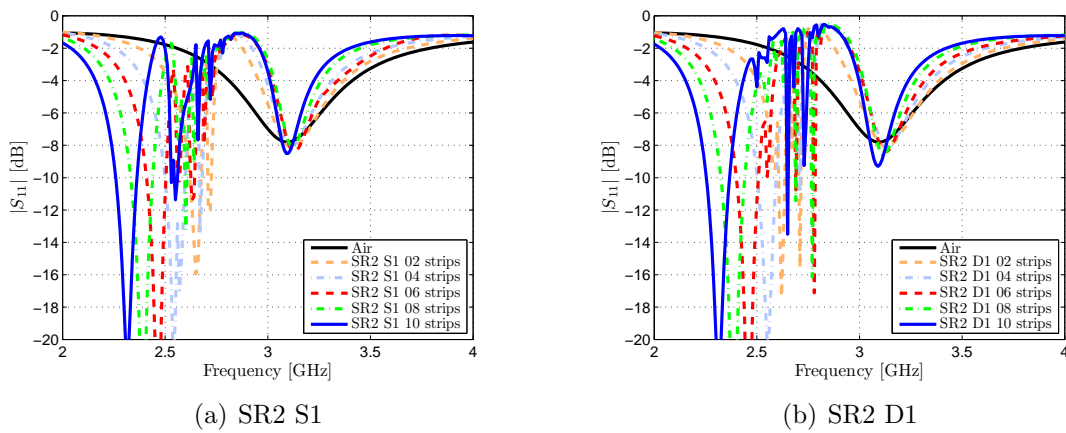 0
−2
−4
−6
−8
−10
−12
−14
−16
−18
−20
2
2.5
3
3.5
4
|S11| [dB]
Frequency [GHz]
Air
SR2 S1 02 strips
SR2 S1 04 strips
SR2 S1 06 strips
SR2 S1 08 strips
SR2 S1 10 strips
(a) SR2 S1
0
−2
−4
−6
−8
−10
−12
−14
−16
−18
−20
2
2.5
3
3.5
4
|S11| [dB]
Frequency [GHz]
Air
SR2 D1 02 strips
SR2 D1 04 strips
SR2 D1 06 strips
SR2 D1 08 strips
SR2 D1 10 strips
(b) SR2 D1